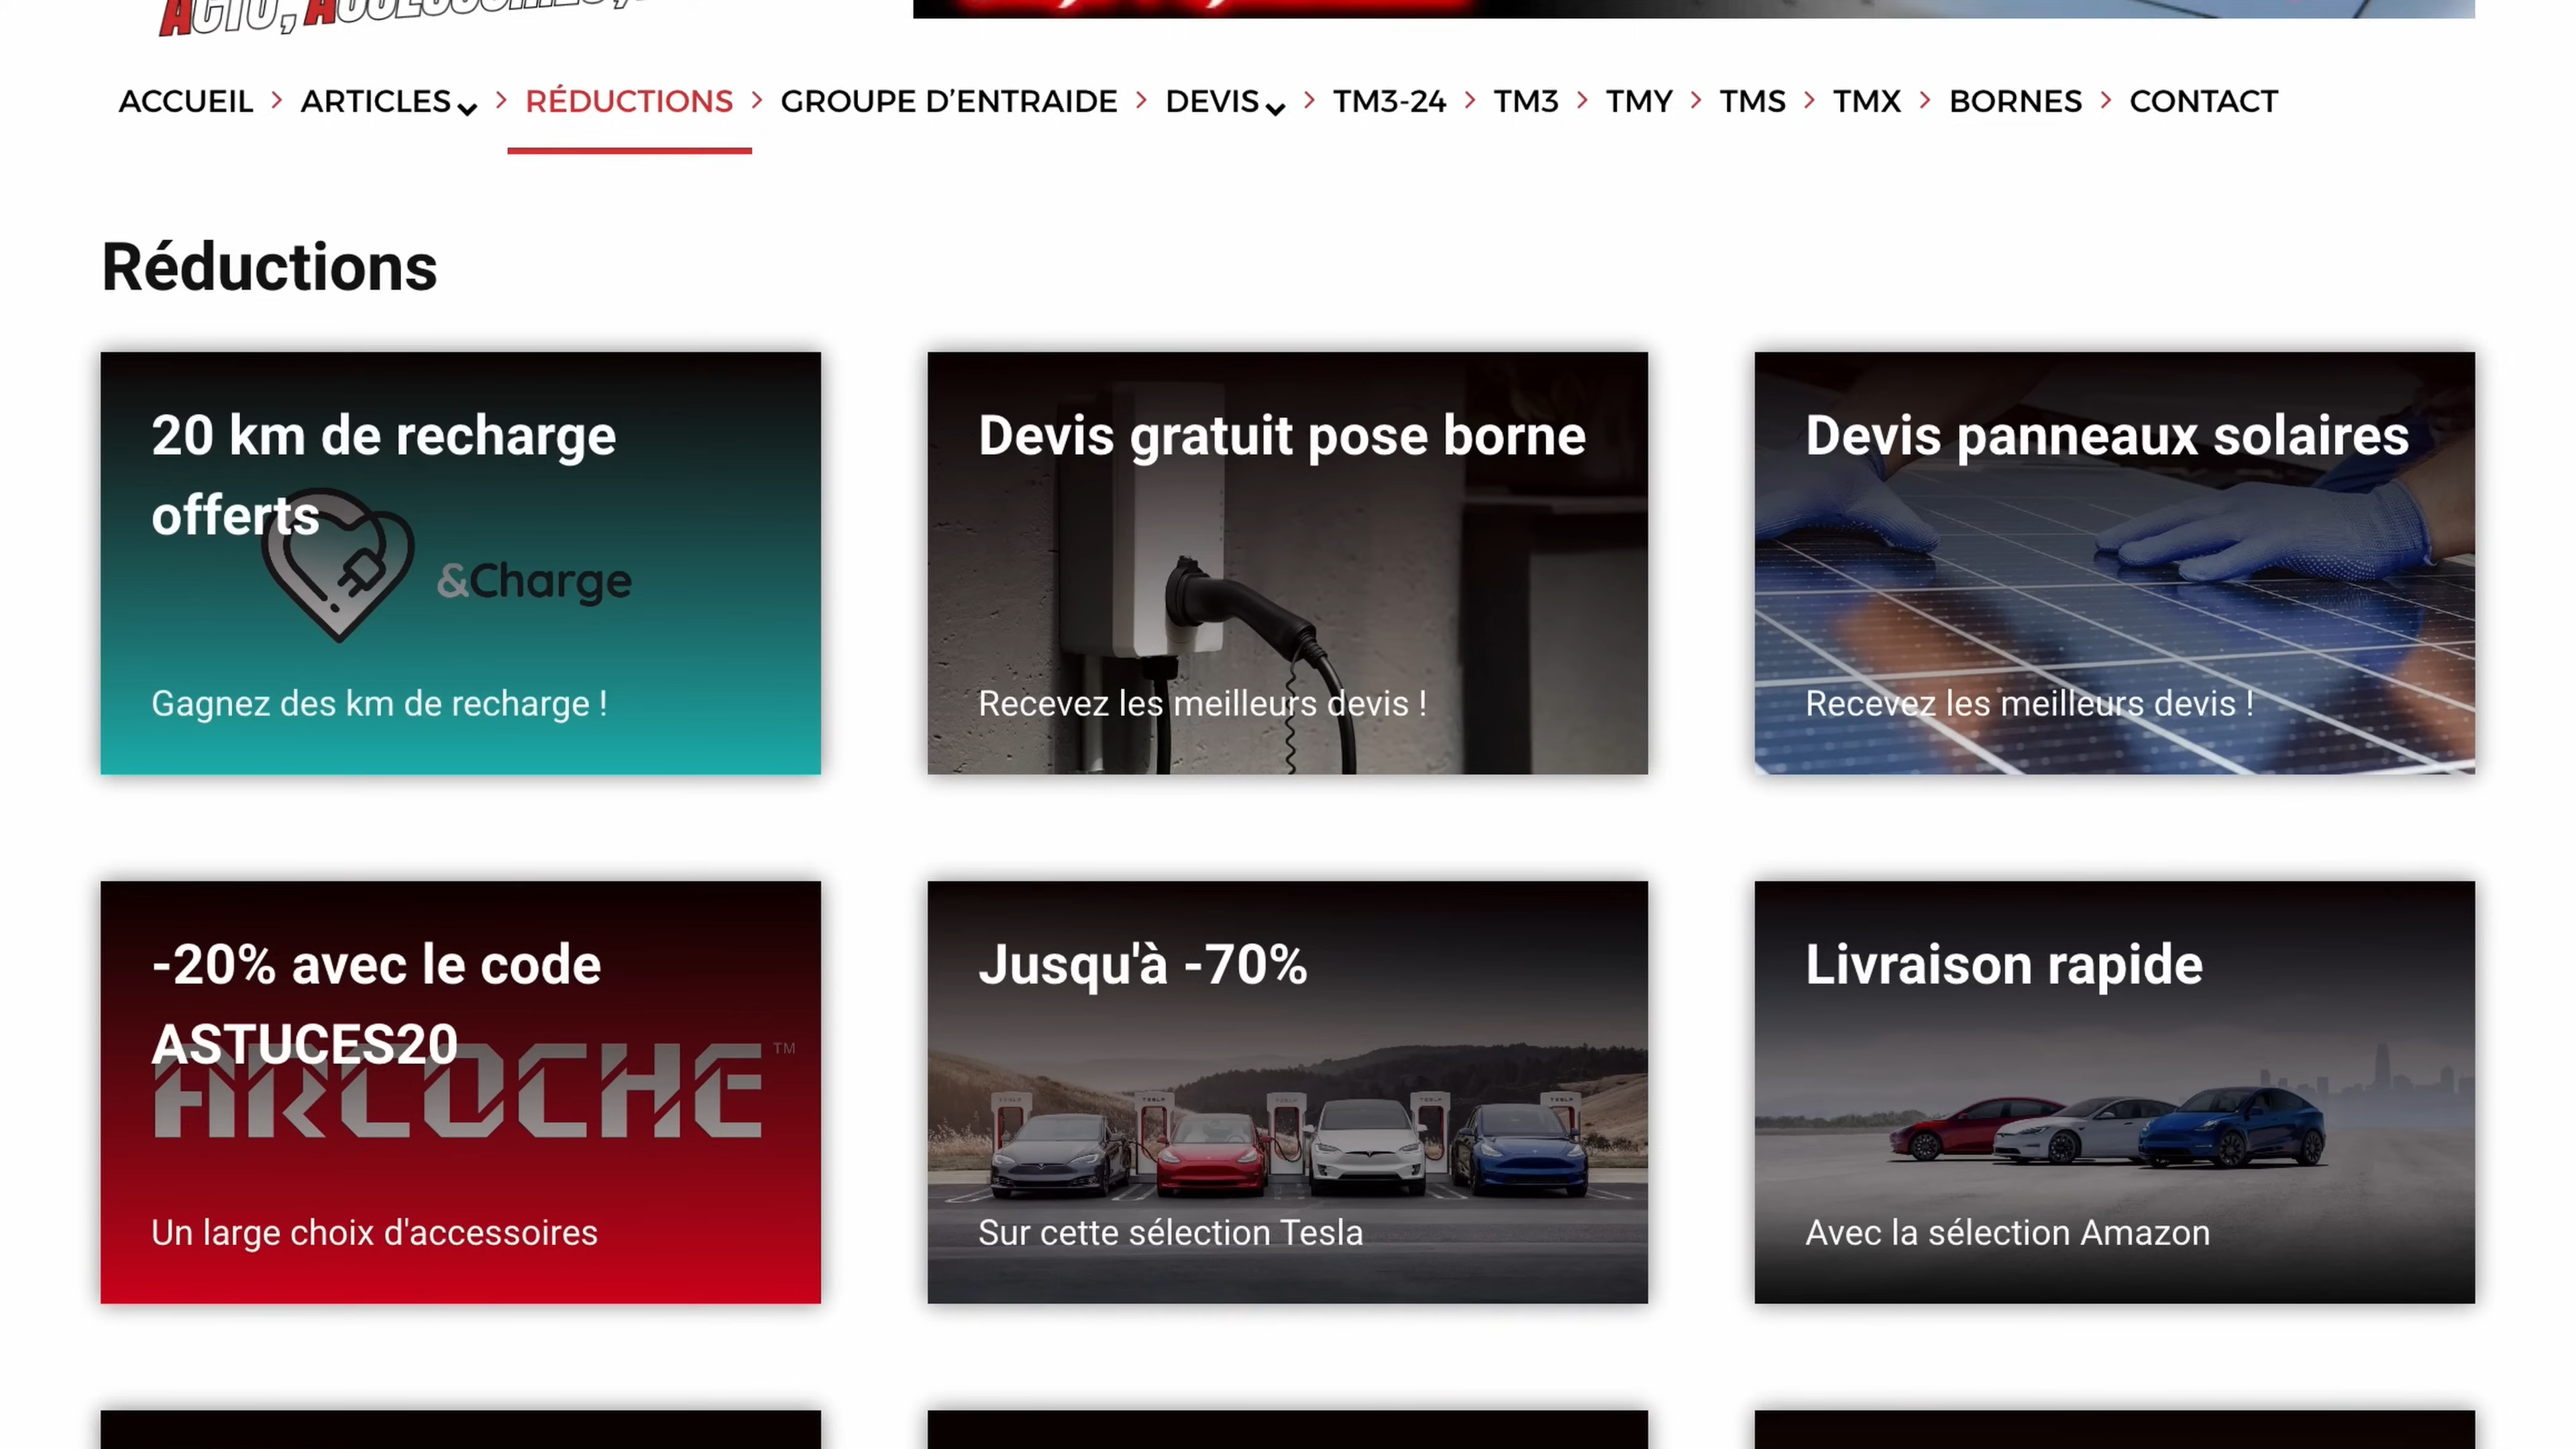 ACCUEIL > ARTICLES > RÉDUCTIONS > GROUPE D'ENTRAIDE > DEVIS > TM3-24 > TM3 > TMY > TMS > TMX > BORNES > CONTACT
Réductions
20 km de recharge
offerts
&Charge
Gagnez des km de recharge !
Devis gratuit pose borne
Recevez les meilleurs devis !
Devis panneaux solaires
Recevez les meilleurs devis !
-20% avec le code
ASTUCES20
ARCOCHE™
Un large choix d'accessoires
Jusqu'à -70%
Sur cette sélection Tesla
Livraison rapide
Avec la sélection Amazon